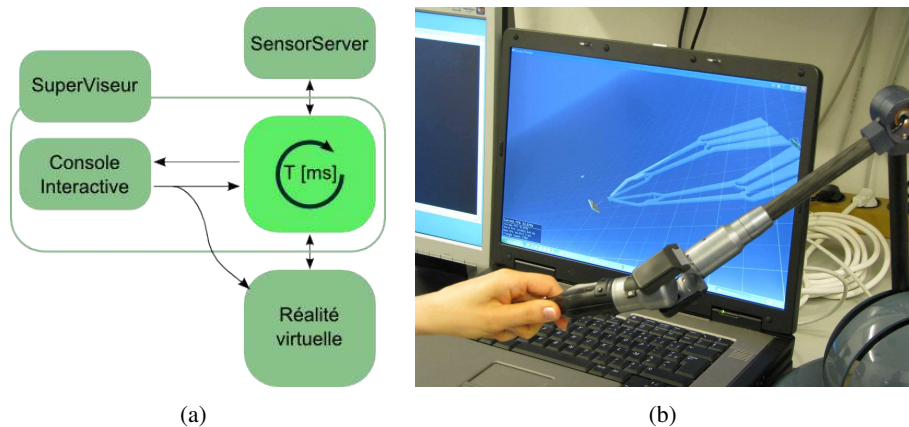 SensorServer
SuperViseur
Console
Interactive
T [ms]
Réalité
virtuelle
(a)
(b)